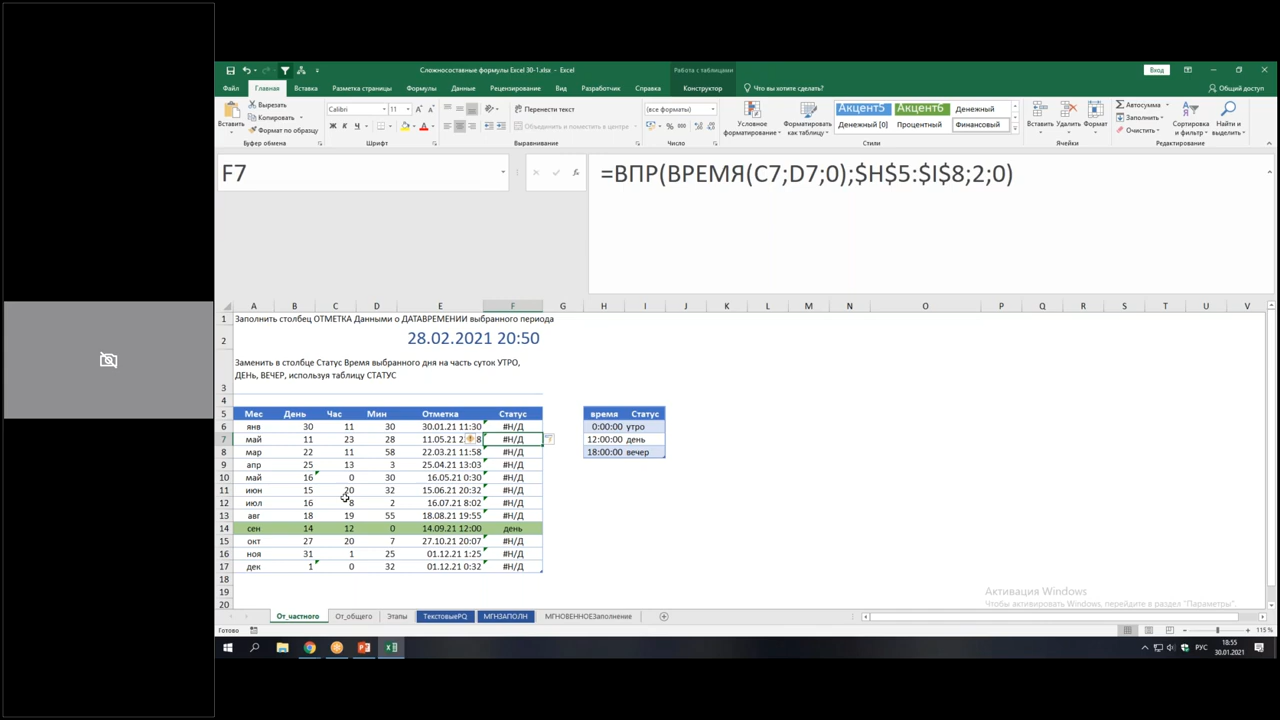 Сложносоставные формулы Excel 30-1.xlsx – Excel
Работа с таблицами
Вход
Файл Главная Вставка Разметка страницы Формулы Данные Рецензирование Вид Разработчик Справка Конструктор Что вы хотите сделать? Общий доступ
Вставить
Вырезать
Копировать
Формат по образцу
Буфер обмена
Calibri 11
Ж К Ч
Шрифт
Перенести текст
Объединить и поместить в центре
Выравнивание
(все форматы)
Число
Условное форматирование
Форматировать как таблицу
Акцент5 Акцент6 Денежный
Денежный [0] Процентный Финансовый
Стили
Вставить Удалить Формат
Ячейки
Автосумма
Заполнить
Очистить
Сортировка и фильтр
Найти и выделить
Редактирование
F7
fx
=ВПР(ВРЕМЯ(C7;D7;0);$H$5:$I$8;2;0)
A B C D E F G H I J K L M N O P Q R S T U V
1 Заполнить столбец ОТМЕТКА Данными о ДАТАВРЕМЕНИ выбранного периода
2 28.02.2021 20:50
Заменить в столбце Статус Время выбранного дня на часть суток УТРО,
ДЕНЬ, ВЕЧЕР, используя таблицу СТАТУС
3
4
5 Мес День Час Мин Отметка Статус время Статус
6 янв 30 11 30 30.01.21 11:30 #Н/Д 0:00:00 утро
7 май 11 23 28 11.05.21 2 8 #Н/Д 12:00:00 день
8 мар 22 11 58 22.03.21 11:58 #Н/Д 18:00:00 вечер
9 апр 25 13 3 25.04.21 13:03 #Н/Д
10 май 16 0 30 16.05.21 0:30 #Н/Д
11 июн 15 20 32 15.06.21 20:32 #Н/Д
12 июл 16 8 2 16.07.21 8:02 #Н/Д
13 авг 18 19 55 18.08.21 19:55 #Н/Д
14 сен 14 12 0 14.09.21 12:00 день
15 окт 27 20 7 27.10.21 20:07 #Н/Д
16 ноя 31 1 25 01.12.21 1:25 #Н/Д
17 дек 1 0 32 01.12.21 0:32 #Н/Д
18
19
20
Активация Windows
Чтобы активировать Windows, перейдите в раздел "Параметры".
От_частного От_общего Этапы ТекстовыеPQ МГНЗАПОЛН МГНОВЕННОЕЗаполнение
Готово
115 %
РУС
18:55
30.01.2021